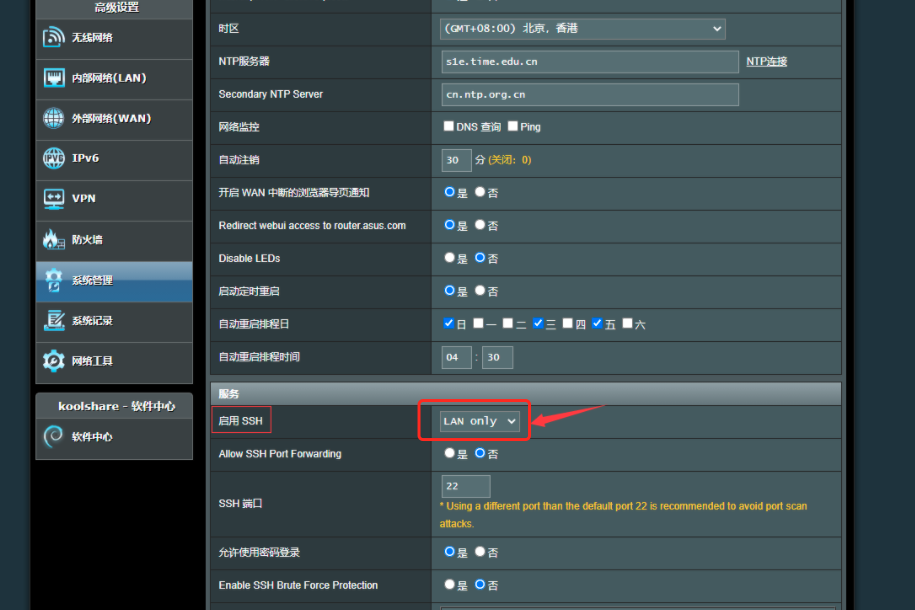 高级设置
无线网络
内部网络(LAN)
外部网络(WAN)
IPv6
VPN
防火墙
系统管理
系统记录
网络工具
koolshare - 软件中心
软件中心
时区 (GMT+08:00) 北京，香港
NTP服务器 s1e.time.edu.cn NTP连接
Secondary NTP Server cn.ntp.org.cn
网络监控 DNS 查询 Ping
自动注销 30 分 (关闭: 0)
开启 WAN 中断的浏览器导页通知 是 否
Redirect webui access to router.asus.com 是 否
Disable LEDs 是 否
启动定时重启 是 否
自动重启排程日 日 一 二 三 四 五 六
自动重启排程时间 04 : 30
服务
启用 SSH LAN only
Allow SSH Port Forwarding 是 否
SSH 端口 22
* Using a different port than the default port 22 is recommended to avoid port scan
attacks.
允许使用密码登录 是 否
Enable SSH Brute Force Protection 是 否